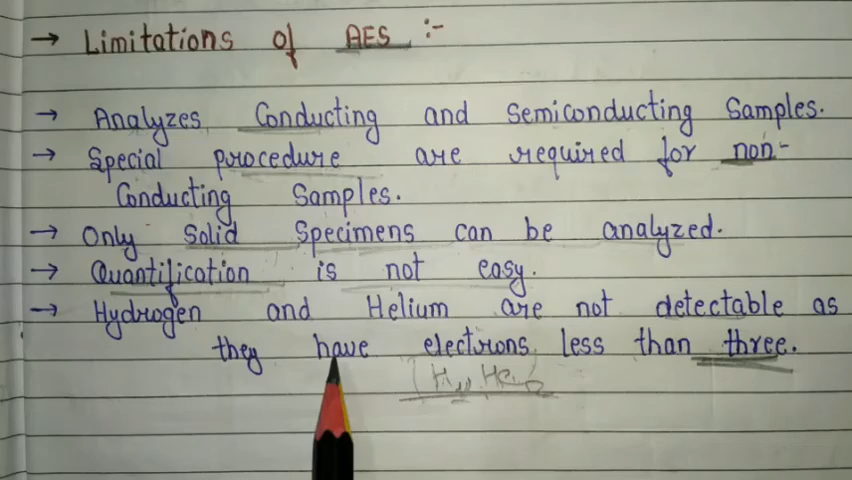 → Limitations of AES :-
→ Analyzes Conducting and Semiconducting Samples.
→ Special procedure are required for non-
Conducting Samples.
→ Only Solid Specimens can be analyzed.
→ Quantification is not easy.
→ Hydrogen and Helium are not detectable as
they have electrons less than three.